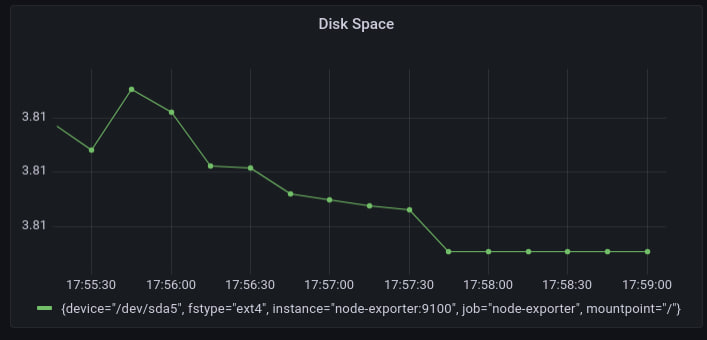 Disk Space
3.81
3.81
3.81
17:55:30 17:56:00 17:56:30 17:57:00 17:57:30 17:58:00 17:58:30 17:59:00
{device="/dev/sda5", fstype="ext4", instance="node-exporter:9100", job="node-exporter", mountpoint="/"}